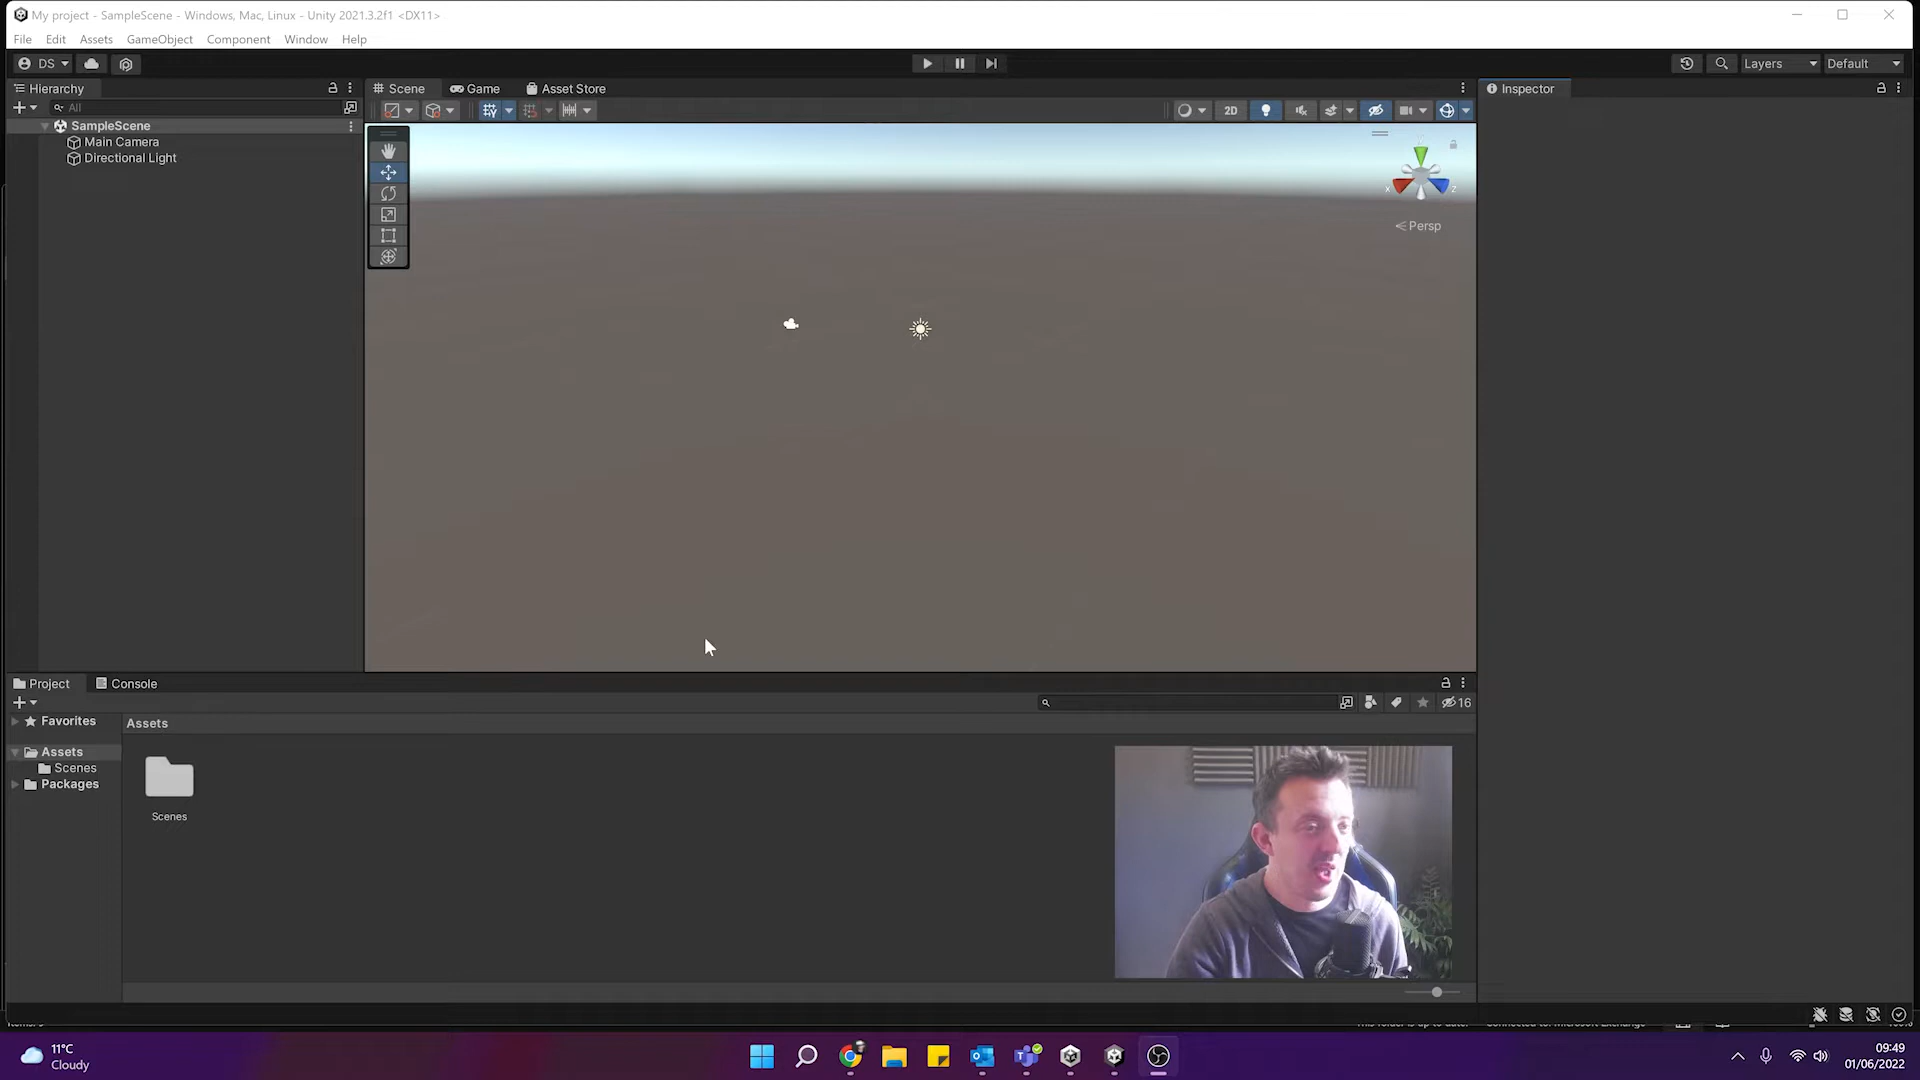 My project - SampleScene - Windows, Mac, Linux - Unity 2021.3.2f1 <DX11>
File Edit Assets GameObject Component Window Help
DS Layers Default
Hierarchy Scene Game Asset Store Inspector
All 2D
SampleScene
Main Camera
Directional Light
x z
Persp
Project Console
16
Favorites Assets
Assets
Scenes
Packages
Scenes
11°C
Cloudy
09:49
01/06/2022